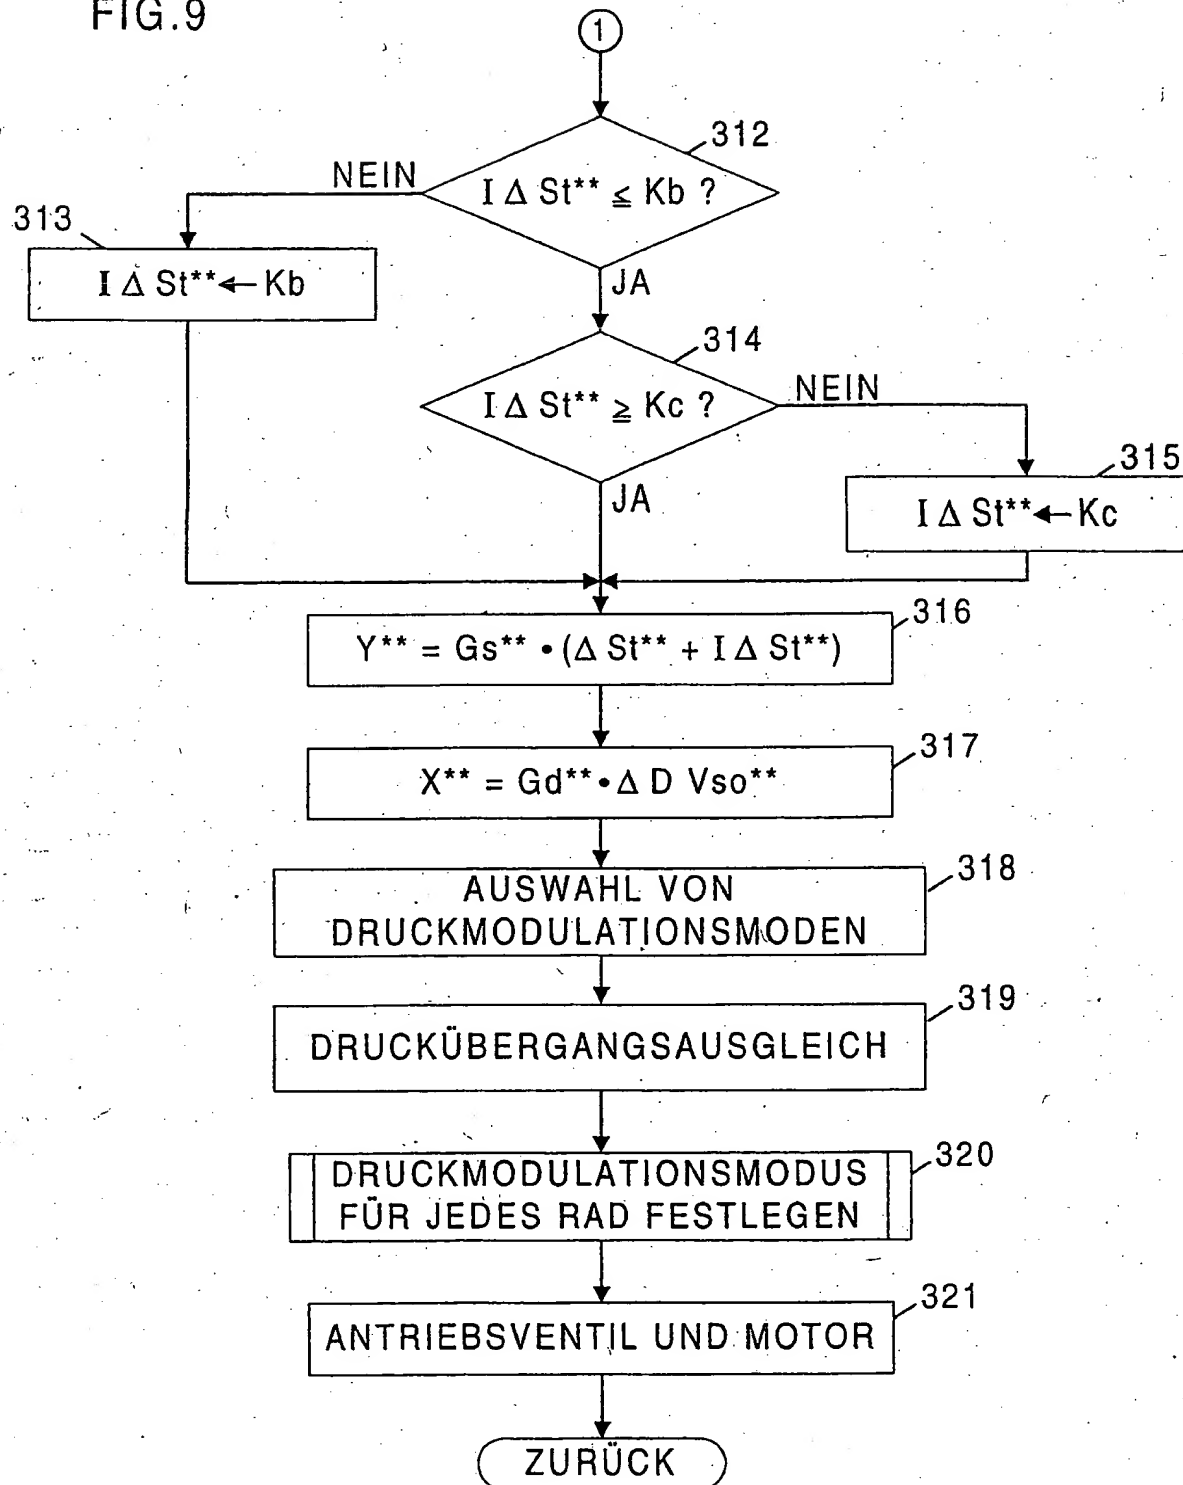 FIG.9
1
312
I Δ St** ≦ Kb ?
NEIN
313
I Δ St** ← Kb
JA
314
I Δ St** ≧ Kc ?
NEIN
315
I Δ St** ← Kc
JA
316
Y** = Gs** • (Δ St** + I Δ St**)
317
X** = Gd** • Δ D Vso**
318
AUSWAHL VON
DRUCKMODULATIONSMODEN
319
DRUCKÜBERGANGSAUSGLEICH
320
DRUCKMODULATIONSMODUS
FÜR JEDES RAD FESTLEGEN
321
ANTRIEBSVENTIL UND MOTOR
ZURÜCK